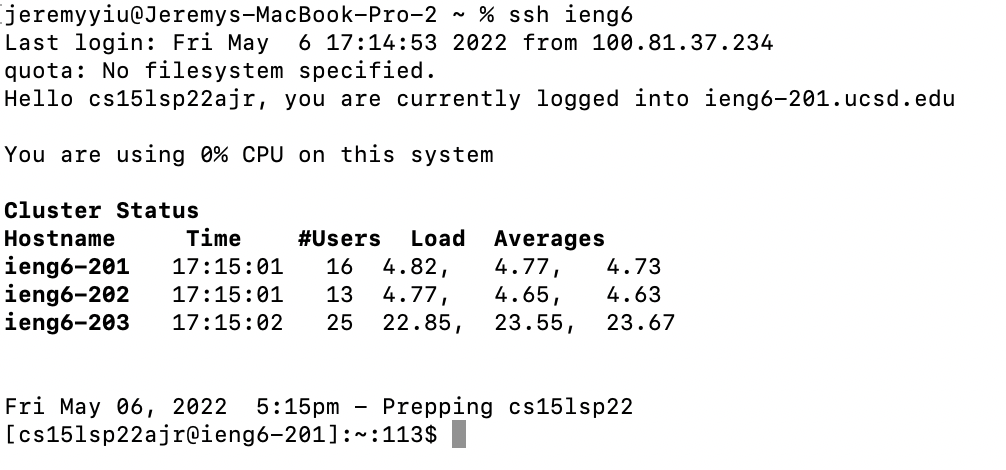 jeremyyiu@Jeremys-MacBook-Pro-2 ~ % ssh ieng6
Last login: Fri May  6 17:14:53 2022 from 100.81.37.234
quota: No filesystem specified.
Hello cs15lsp22ajr, you are currently logged into ieng6-201.ucsd.edu
You are using 0% CPU on this system
Cluster Status
Hostname     Time    #Users  Load  Averages
ieng6-201   17:15:01   16  4.82,   4.77,   4.73
ieng6-202   17:15:01   13  4.77,   4.65,   4.63
ieng6-203   17:15:02   25  22.85,  23.55,  23.67
Fri May 06, 2022  5:15pm - Prepping cs15lsp22
[cs15lsp22ajr@ieng6-201]:~:113$